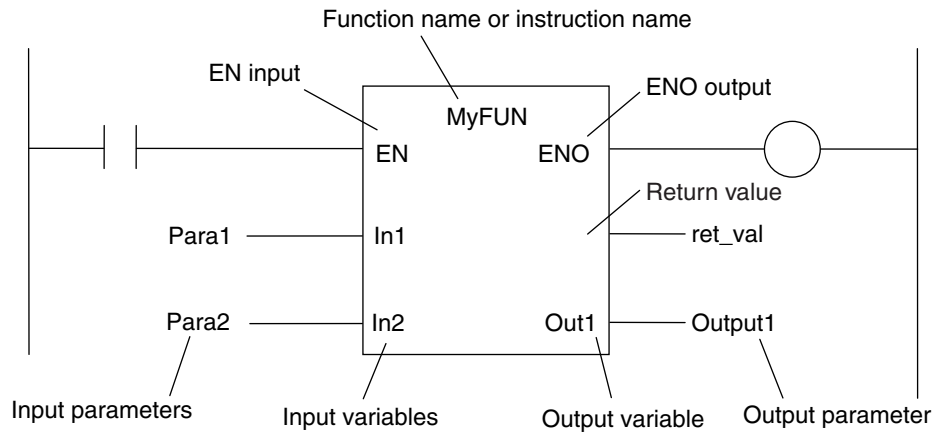 Function name or instruction name
EN input
ENO output
MyFUN
EN
ENO
Return value
Para1
In1
ret_val
Para2
In2
Out1
Output1
Input parameters
Input variables
Output variable
Output parameter